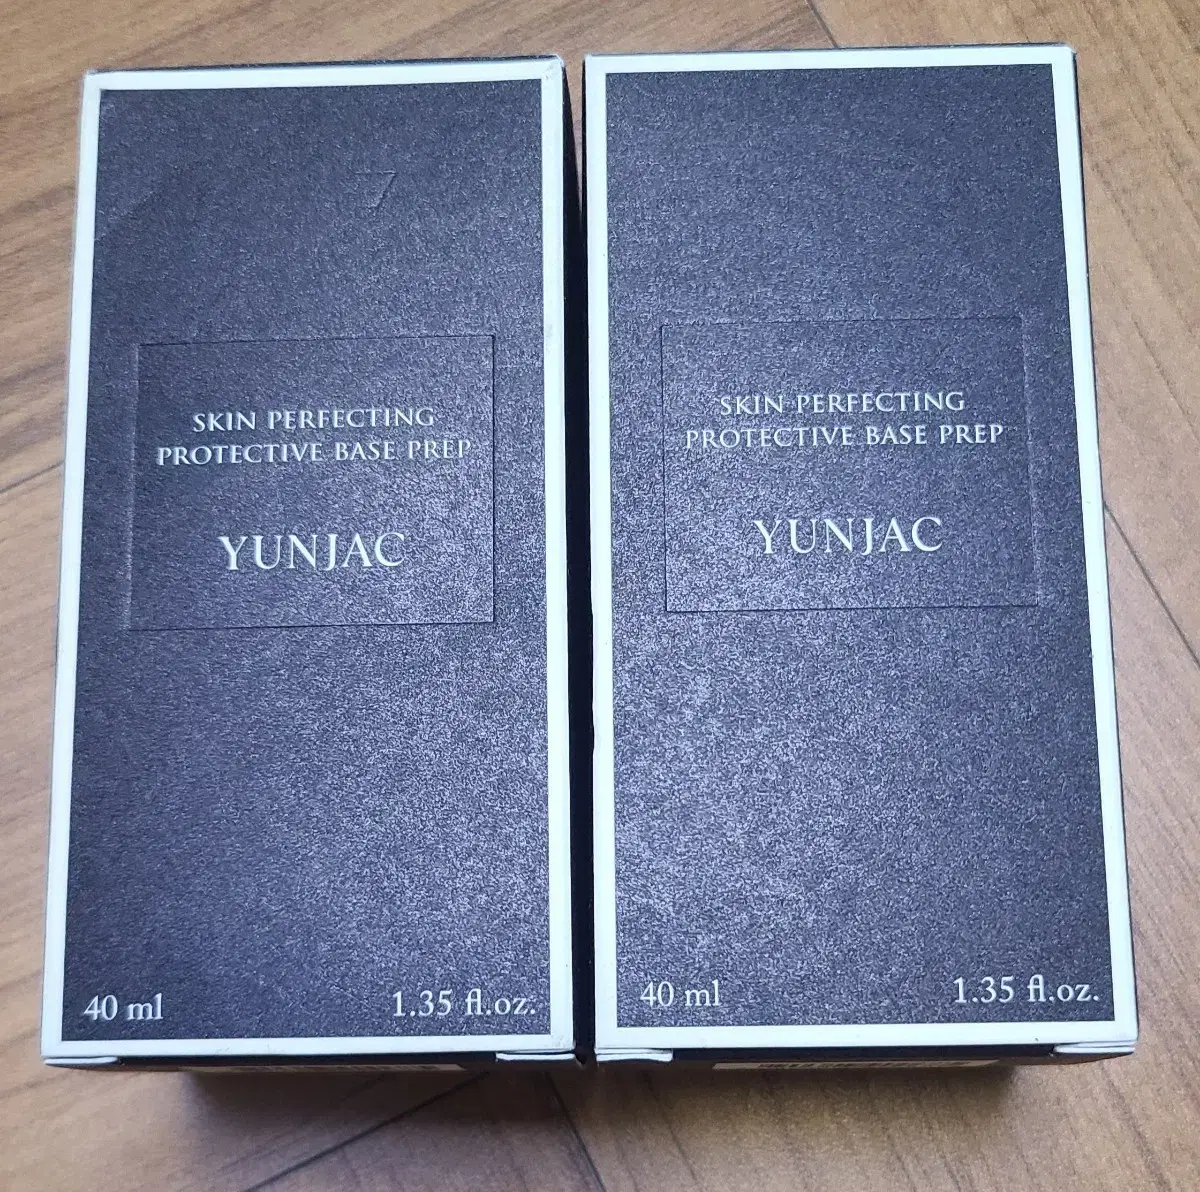 SKIN PERFECTING
PROTECTIVE BASE PREP
YUNJAC
40 ml 1.35 fl.oz.
SKIN PERFECTING
PROTECTIVE BASE PREP
YUNJAC
40 ml 1.35 fl.oz.